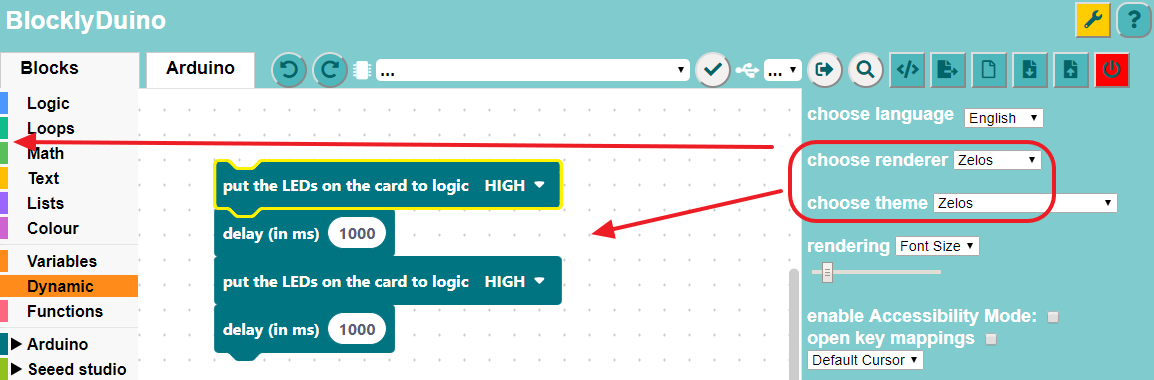 BlocklyDuino
?
Blocks
Arduino
...
...
</>
Logic
Loops
Math
Text
Lists
Colour
Variables
Dynamic
Functions
Arduino
Seeed studio
put the LEDs on the card to logic HIGH
delay (in ms) 1000
put the LEDs on the card to logic HIGH
delay (in ms) 1000
choose language English
choose renderer Zelos
choose theme Zelos
rendering Font Size
enable Accessibility Mode:
open key mappings
Default Cursor